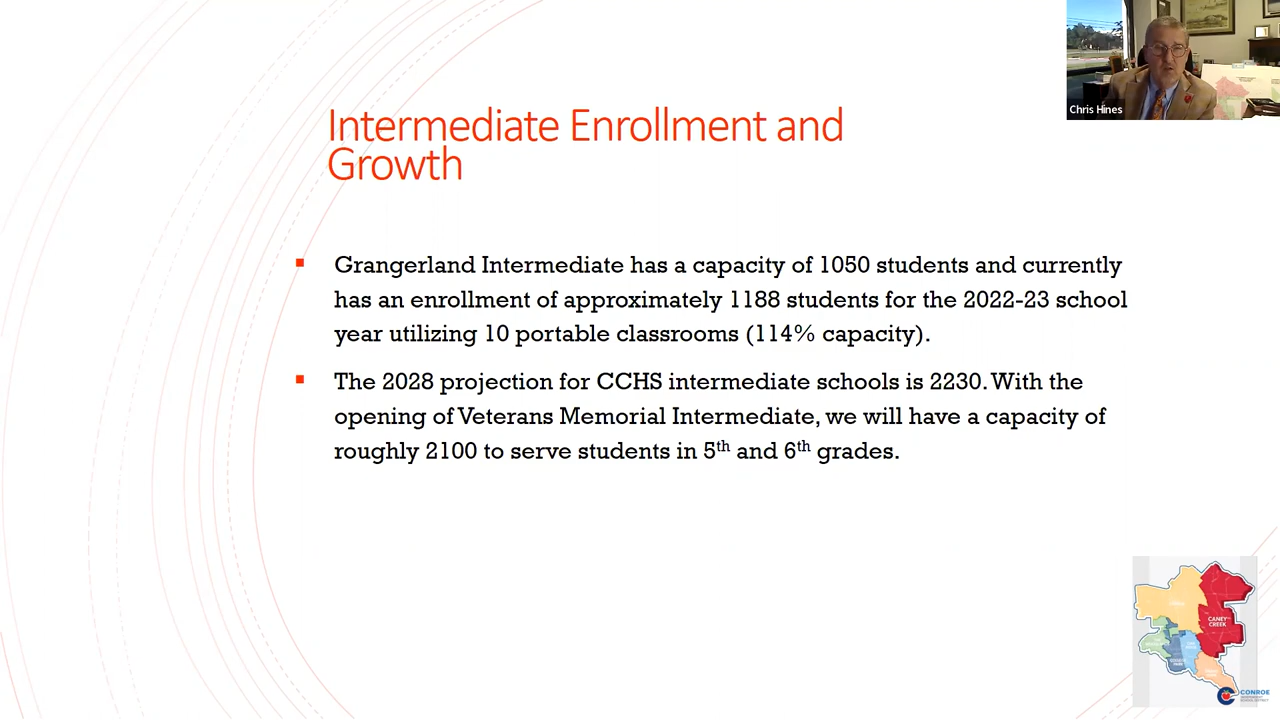 Chris Hines
Intermediate Enrollment and
Growth
▪ Grangerland Intermediate has a capacity of 1050 students and currently
has an enrollment of approximately 1188 students for the 2022-23 school
year utilizing 10 portable classrooms (114% capacity).
▪ The 2028 projection for CCHS intermediate schools is 2230. With the
opening of Veterans Memorial Intermediate, we will have a capacity of
roughly 2100 to serve students in 5th and 6th grades.
CANEY
CREEK
CONROE